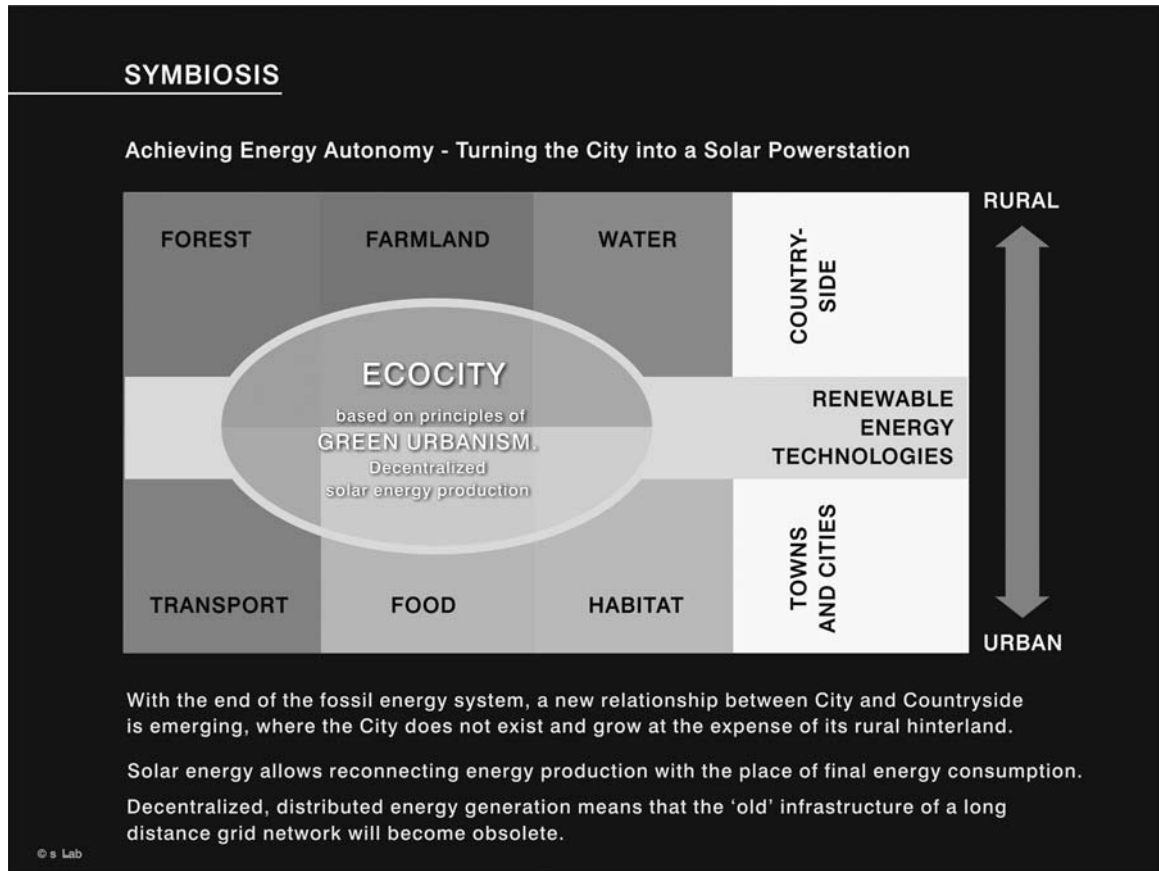 SYMBIOSIS
Achieving Energy Autonomy - Turning the City into a Solar Powerstation
RURAL
FOREST
FARMLAND
WATER
COUNTRY-
SIDE
ECOCITY
based on principles of
GREEN URBANISM.
Decentralized
solar energy production
RENEWABLE
ENERGY
TECHNOLOGIES
TRANSPORT
FOOD
HABITAT
TOWNS
AND CITIES
URBAN
With the end of the fossil energy system, a new relationship between City and Countryside
is emerging, where the City does not exist and grow at the expense of its rural hinterland.
Solar energy allows reconnecting energy production with the place of final energy consumption.
Decentralized, distributed energy generation means that the ‘old’ infrastructure of a long
distance grid network will become obsolete.
© s Lab